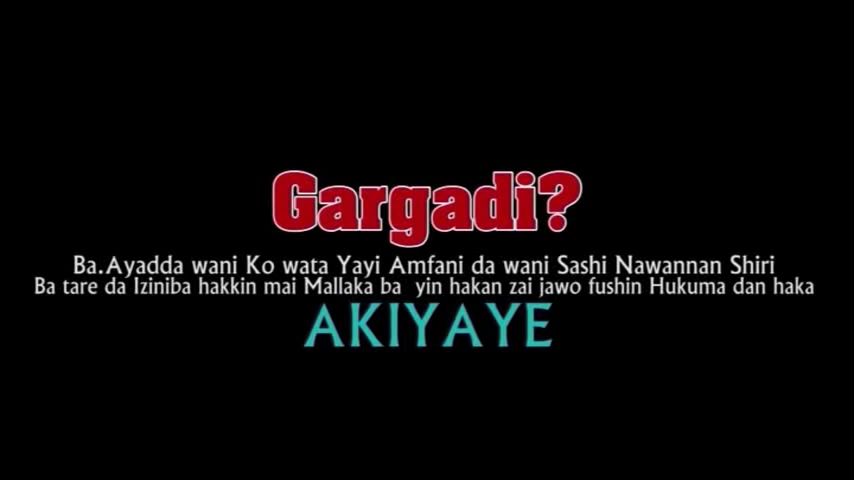 Gargadi?
Ba.Ayadda wani Ko wata Yayi Amfani da wani Sashi Nawannan Shiri
Ba tare da Iziniba hakkin mai Mallaka ba yin hakan zai jawo fushin Hukuma dan haka
AKIYAYE